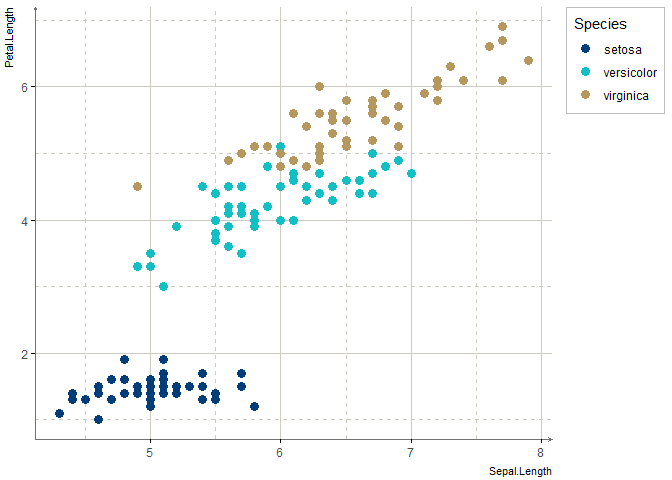 Petal.Length
6
4
2
5
6
7
8
Sepal.Length
Species
setosa
versicolor
virginica